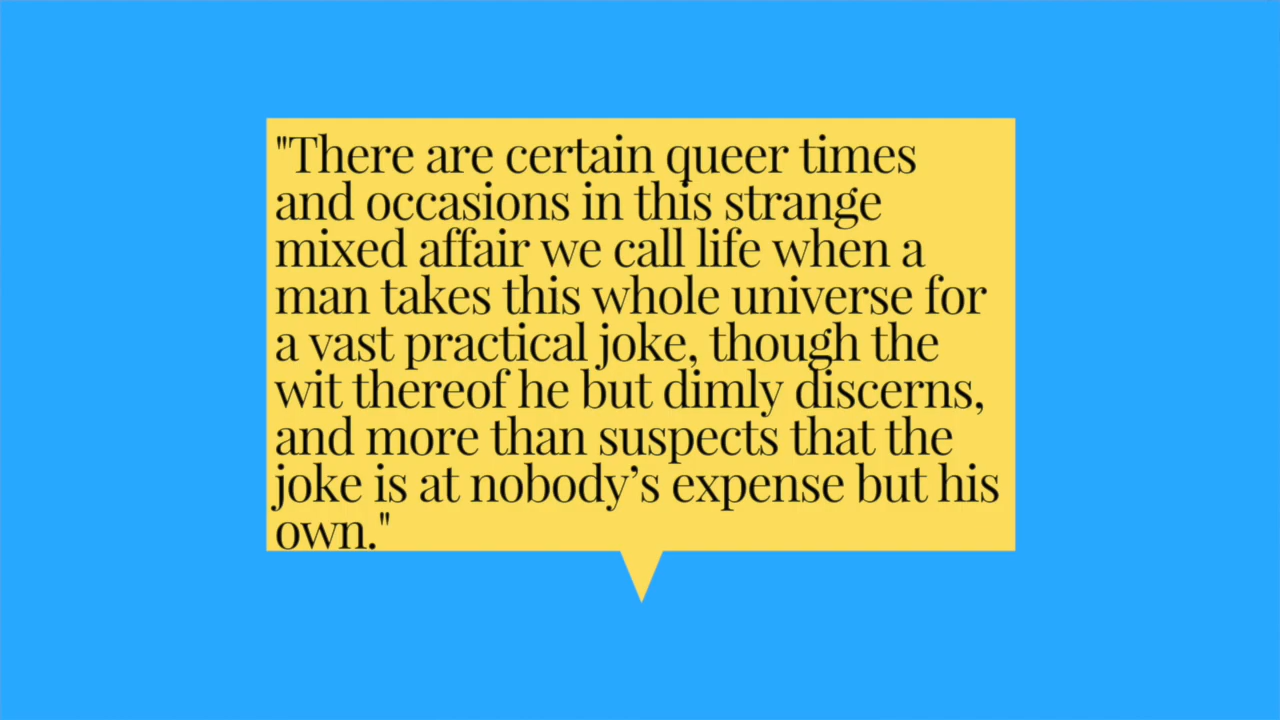 "There are certain queer times
and occasions in this strange
mixed affair we call life when a
man takes this whole universe for
a vast practical joke, though the
wit thereof he but dimly discerns,
and more than suspects that the
joke is at nobody’s expense but his
own."